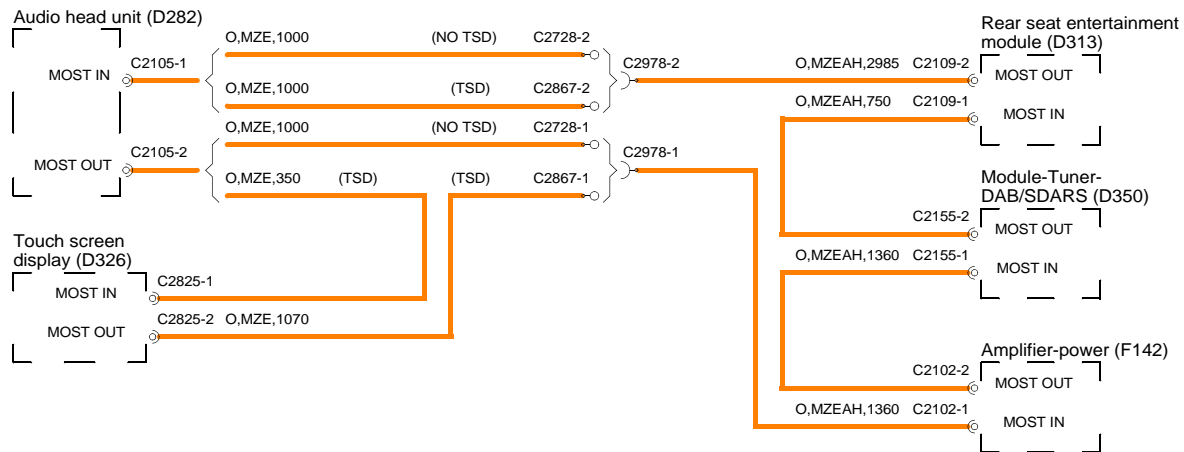 Audio head unit (D282)
MOST IN
C2105-1
O,MZE,1000 (NO TSD) C2728-2
O,MZE,1000 (TSD) C2867-2
MOST OUT
C2105-2
O,MZE,1000 (NO TSD) C2728-1
O,MZE,350 (TSD) (TSD) C2867-1
C2978-2
C2978-1
Touch screen
display (D326)
MOST IN
C2825-1
MOST OUT
C2825-2 O,MZE,1070
Rear seat entertainment
module (D313)
O,MZEAH,2985 C2109-2
MOST OUT
O,MZEAH,750 C2109-1
MOST IN
Module-Tuner-
DAB/SDARS (D350)
C2155-2
MOST OUT
O,MZEAH,1360 C2155-1
MOST IN
Amplifier-power (F142)
C2102-2
MOST OUT
O,MZEAH,1360 C2102-1
MOST IN